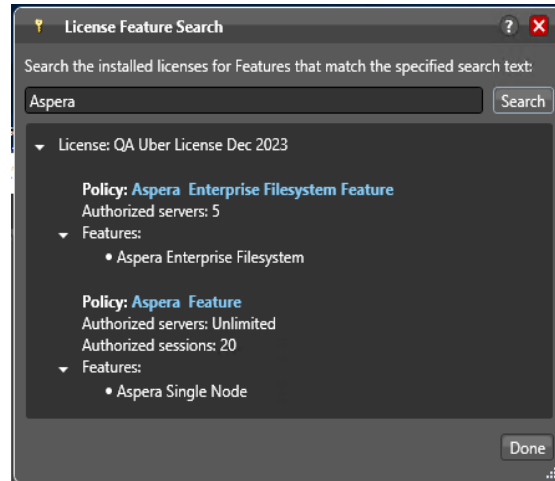 License Feature Search
?
X
Search the installed licenses for Features that match the specified search text:
Aspera
Search
License: QA Uber License Dec 2023
Policy: Aspera Enterprise Filesystem Feature
Authorized servers: 5
Features:
• Aspera Enterprise Filesystem
Policy: Aspera Feature
Authorized servers: Unlimited
Authorized sessions: 20
Features:
• Aspera Single Node
Done